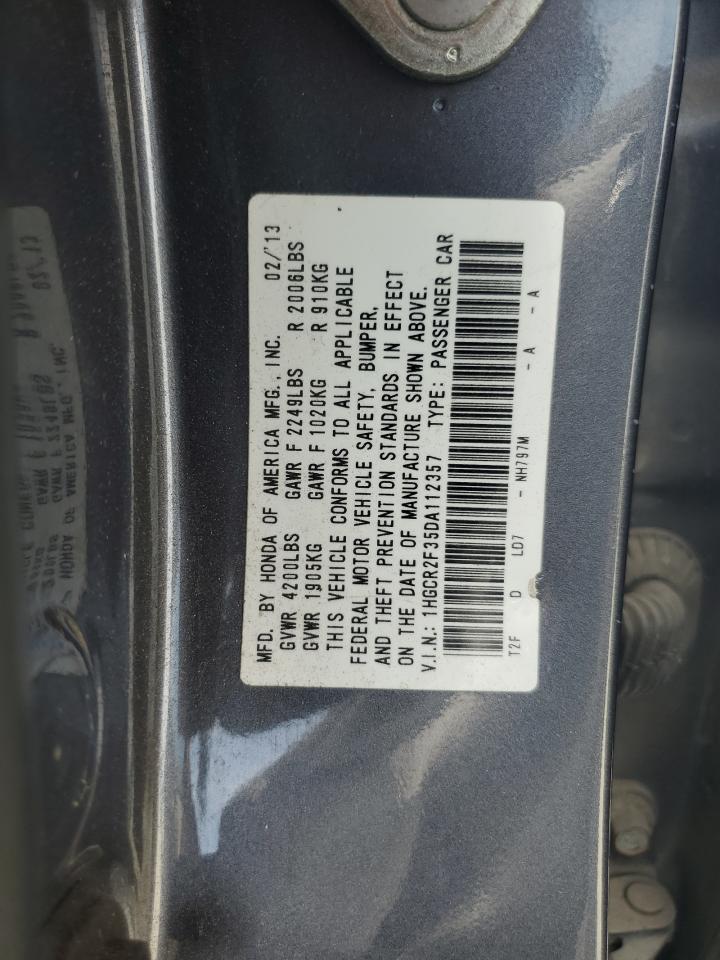 MFD. BY HONDA OF AMERICA MFG., INC. 02/'13
GVWR 4200LBS GAWR F 2249LBS R 2006LBS
GVWR 1905KG GAWR F 1020KG R 910KG
THIS VEHICLE CONFORMS TO ALL APPLICABLE
FEDERAL MOTOR VEHICLE SAFETY, BUMPER,
AND THEFT PREVENTION STANDARDS IN EFFECT
ON THE DATE OF MANUFACTURE SHOWN ABOVE.
V.I.N.: 1HGCR2F35DA112357 TYPE: PASSENGER CAR
T2F D LD7 - NH797M - A - A